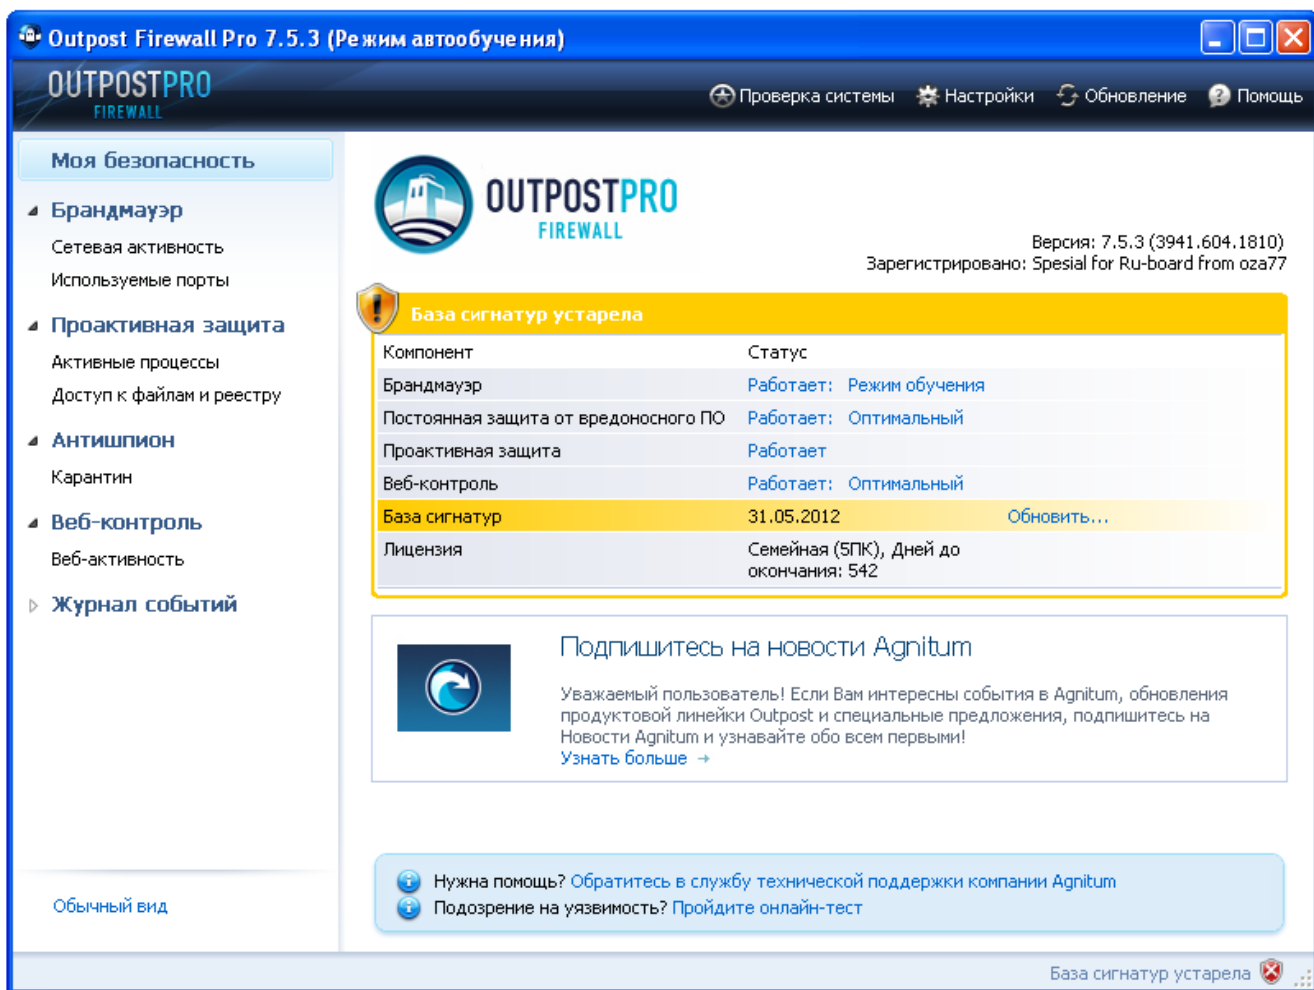 Outpost Firewall Pro 7.5.3 (Режим автообучения)
OUTPOSTPRO
FIREWALL
Проверка системы Настройки Обновление Помощь
Моя безопасность
Брандмауэр
Сетевая активность
Используемые порты
Проактивная защита
Активные процессы
Доступ к файлам и реестру
Антишпион
Карантин
Веб-контроль
Веб-активность
Журнал событий
Обычный вид
OUTPOSTPRO
FIREWALL
Версия: 7.5.3 (3941.604.1810)
Зарегистрировано: Spesial for Ru-board from oza77
База сигнатур устарела
Компонент Статус
Брандмауэр Работает: Режим обучения
Постоянная защита от вредоносного ПО Работает: Оптимальный
Проактивная защита Работает
Веб-контроль Работает: Оптимальный
База сигнатур 31.05.2012 Обновить...
Лицензия Семейная (5ПК), Дней до
окончания: 542
Подпишитесь на новости Agnitum
Уважаемый пользователь! Если Вам интересны события в Agnitum, обновления
продуктовой линейки Outpost и специальные предложения, подпишитесь на
Новости Agnitum и узнавайте обо всем первыми!
Узнать больше →
Нужна помощь? Обратитесь в службу технической поддержки компании Agnitum
Подозрение на уязвимость? Пройдите онлайн-тест
База сигнатур устарела